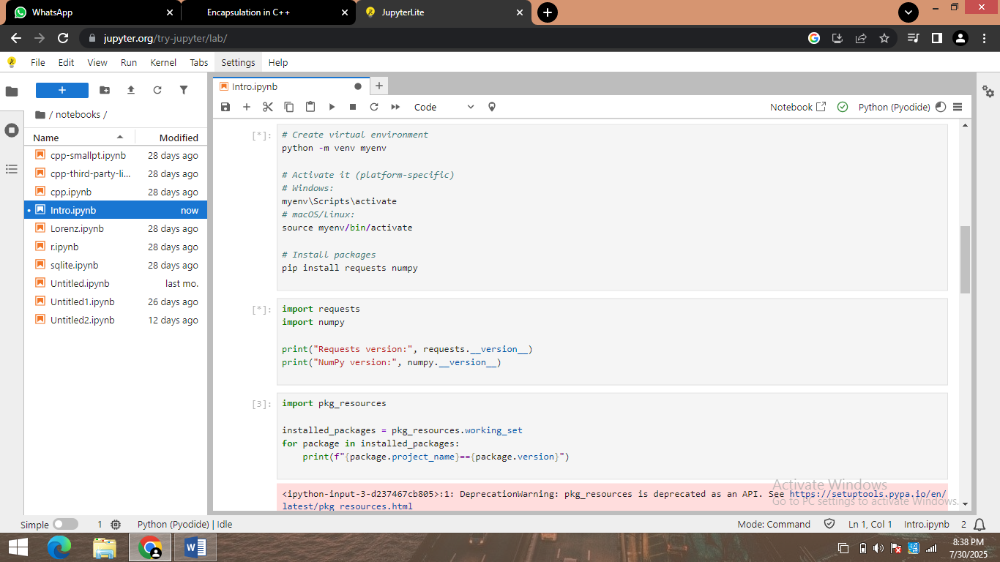 WhatsApp
Encapsulation in C++
JupyterLite
jupyter.org/try-jupyter/lab/
File Edit View Run Kernel Tabs Settings Help
/ notebooks /
Name Modified
cpp-smallpt.ipynb 28 days ago
cpp-third-party-li... 28 days ago
cpp.ipynb 28 days ago
Intro.ipynb now
Lorenz.ipynb 28 days ago
r.ipynb 28 days ago
sqlite.ipynb 28 days ago
Untitled.ipynb last mo.
Untitled1.ipynb 26 days ago
Untitled2.ipynb 12 days ago
Intro.ipynb
Code
Notebook
Python (Pyodide)
[*]:
# Create virtual environment
python -m venv myenv
# Activate it (platform-specific)
# Windows:
myenv\Scripts\activate
# macOS/Linux:
source myenv/bin/activate
# Install packages
pip install requests numpy
[*]:
import requests
import numpy
print("Requests version:", requests.__version__)
print("NumPy version:", numpy.__version__)
[3]:
import pkg_resources
installed_packages = pkg_resources.working_set
for package in installed_packages:
    print(f"{package.project_name}=={package.version}")
<ipython-input-3-d237467cb805>:1: DeprecationWarning: pkg_resources is deprecated as an API. See https://setuptools.pypa.io/en/
latest/pkg_resources.html
Activate Windows
Go to PC settings to activate Windows.
Simple 1 Python (Pyodide) | Idle
Mode: Command Ln 1, Col 1 Intro.ipynb 2
8:38 PM
7/30/2025